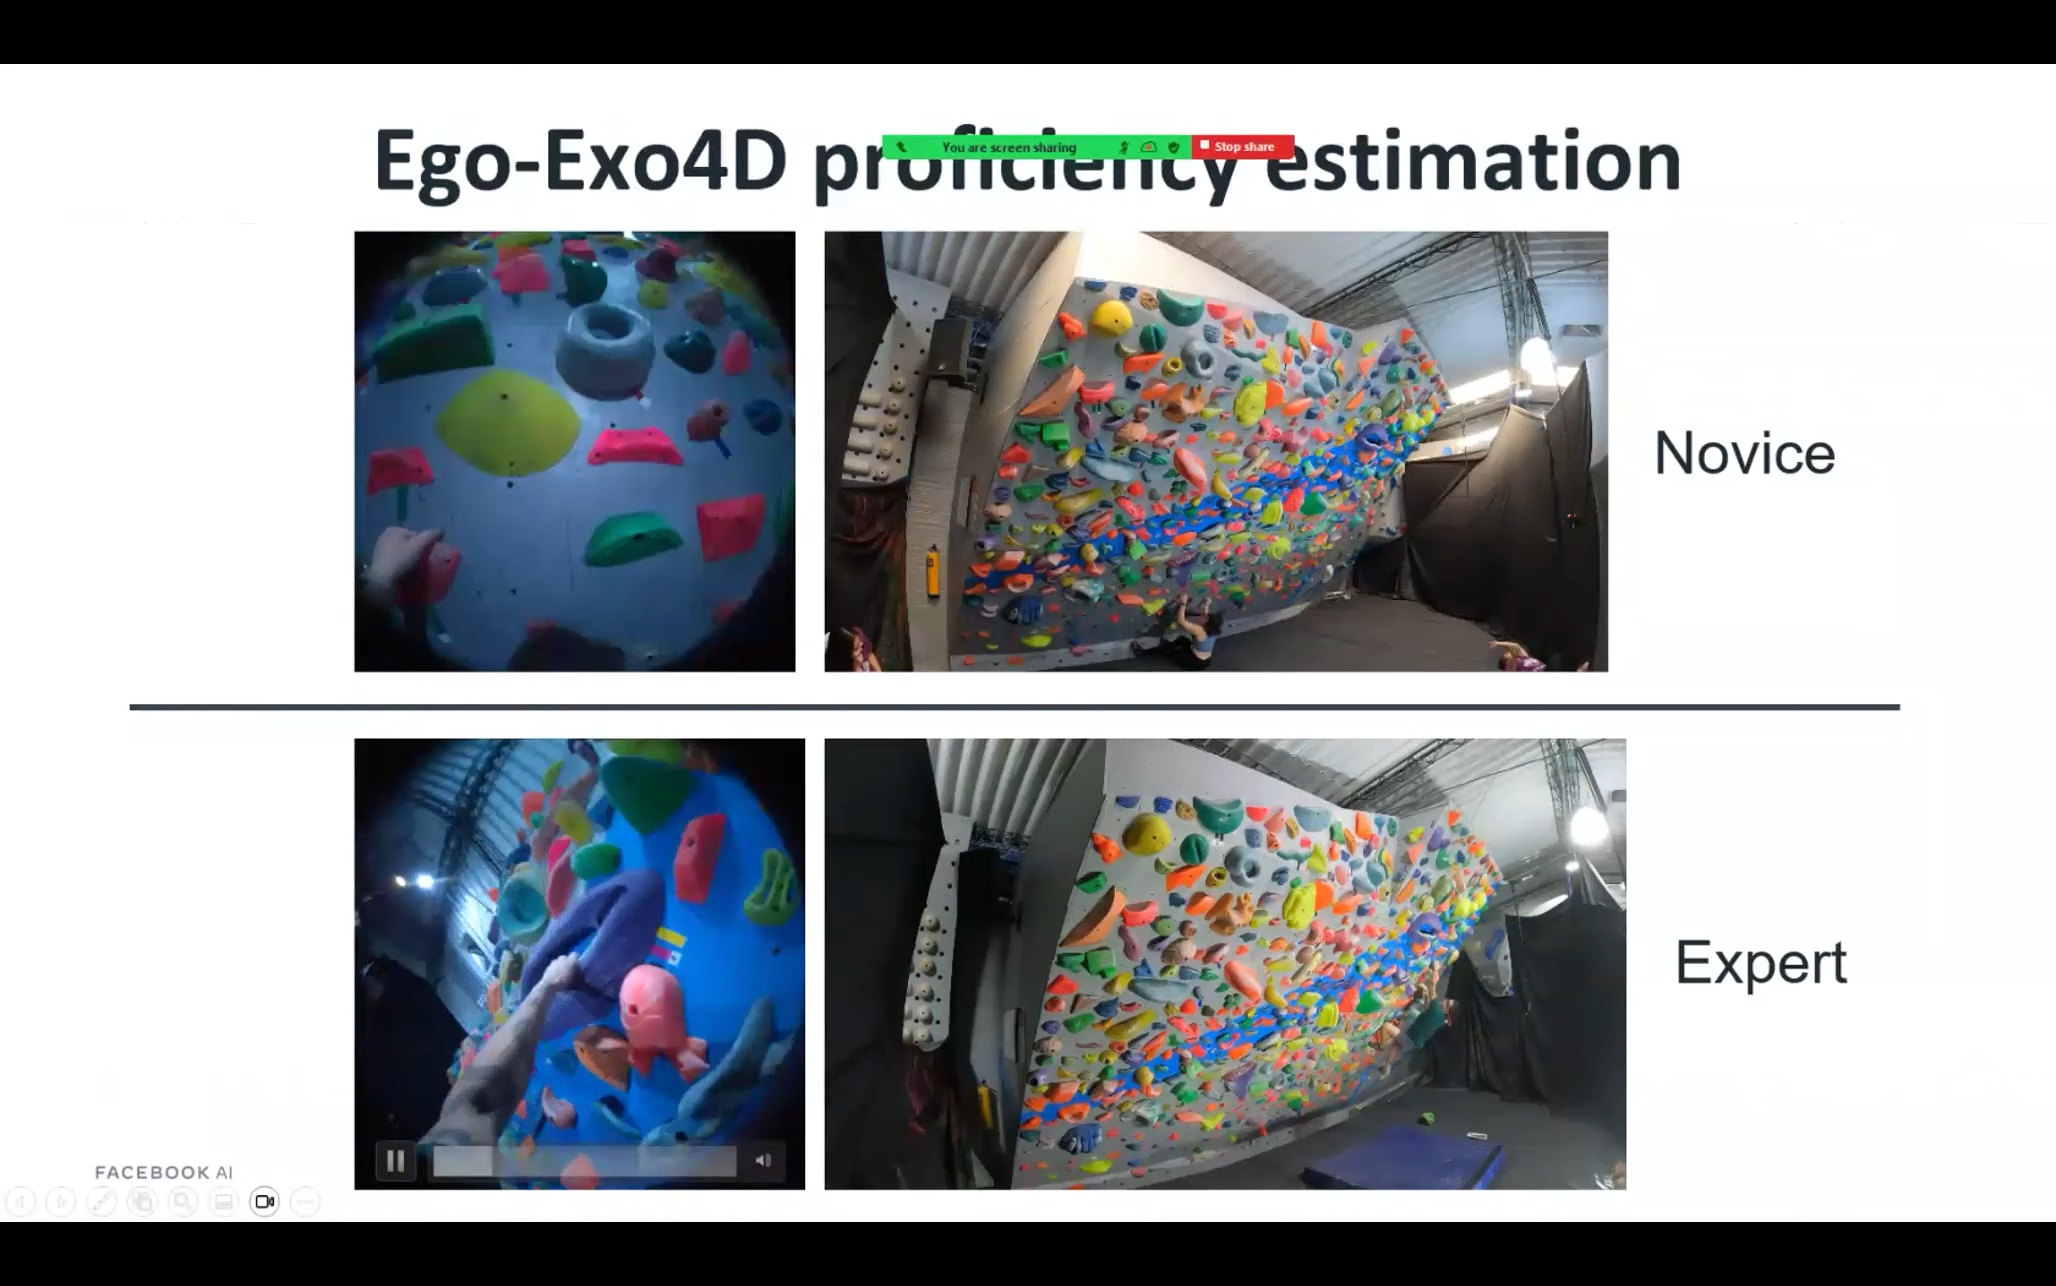 Ego-Exo4D proficiency estimation
You are screen sharing
Stop share
Novice
Expert
FACEBOOK AI